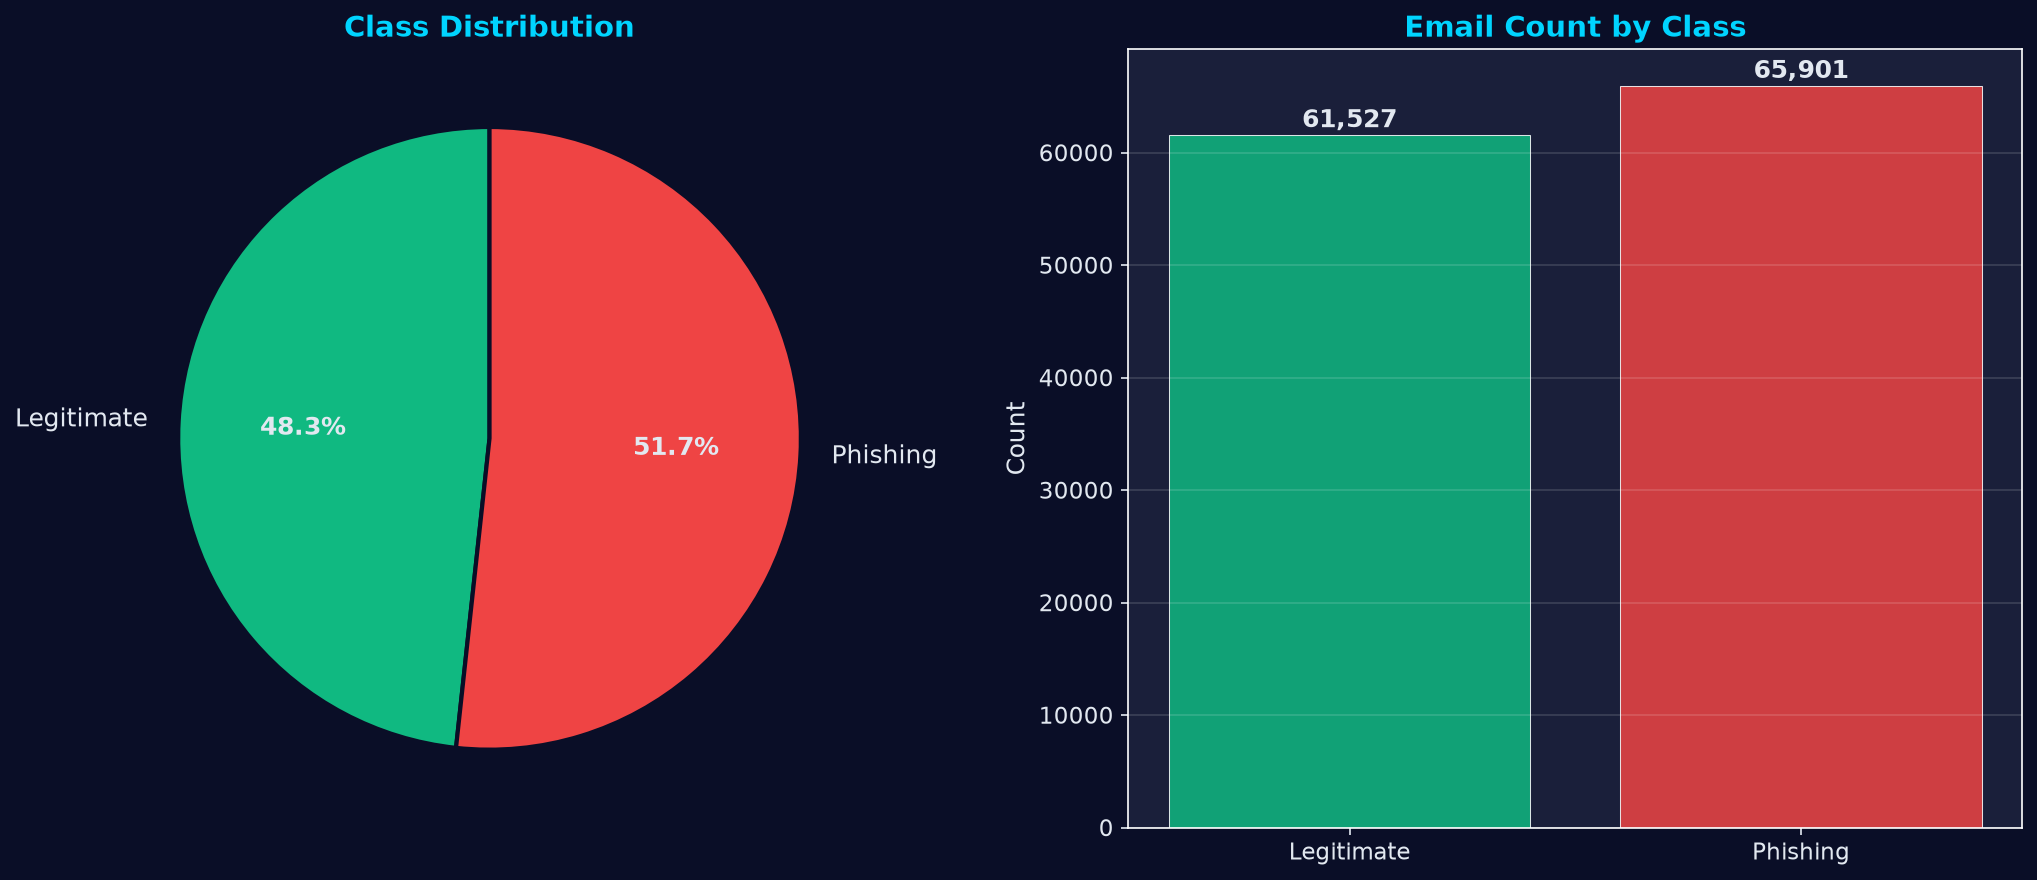 Class Distribution
Legitimate
48.3%
51.7%
Phishing
Email Count by Class
Count
60000
50000
40000
30000
20000
10000
0
61,527
65,901
Legitimate
Phishing